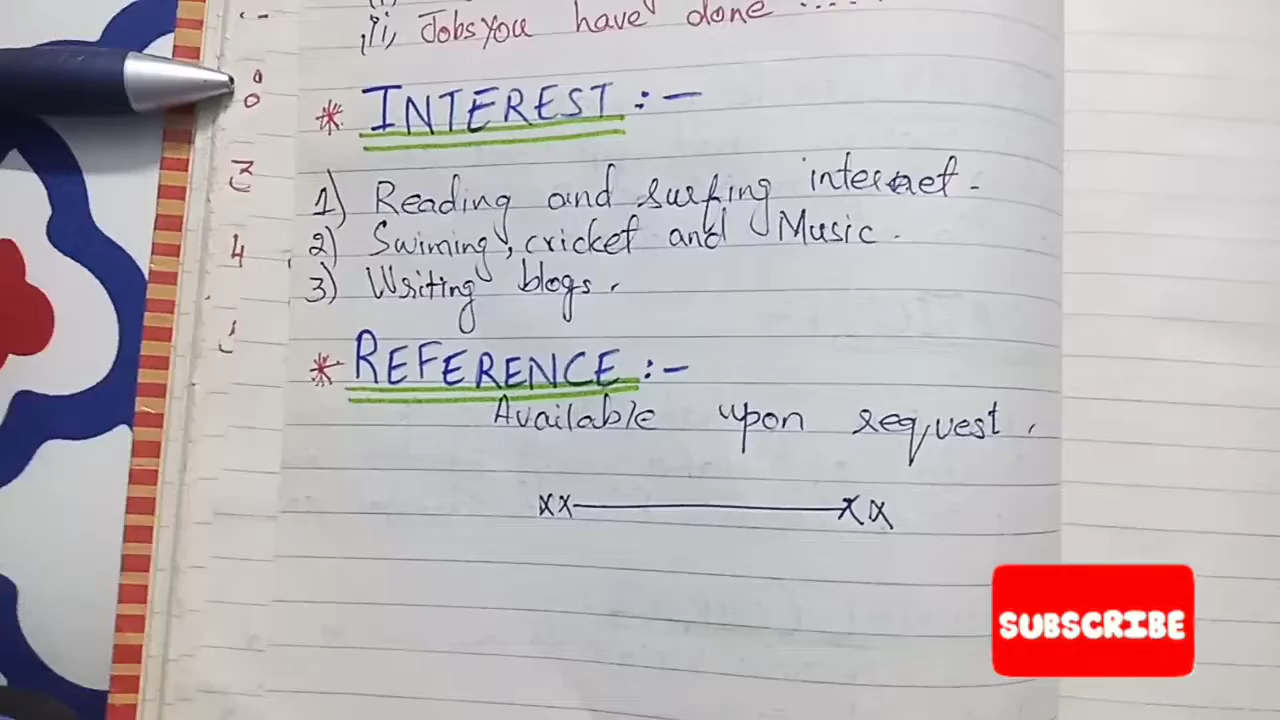 ii, Jobs you have done .....
* INTEREST :-
1) Reading and surfing internet.
2) Swiming, cricket and Music.
3) Writing blogs.
* REFERENCE :-
Available upon request.
xx————xx
SUBSCRIBE